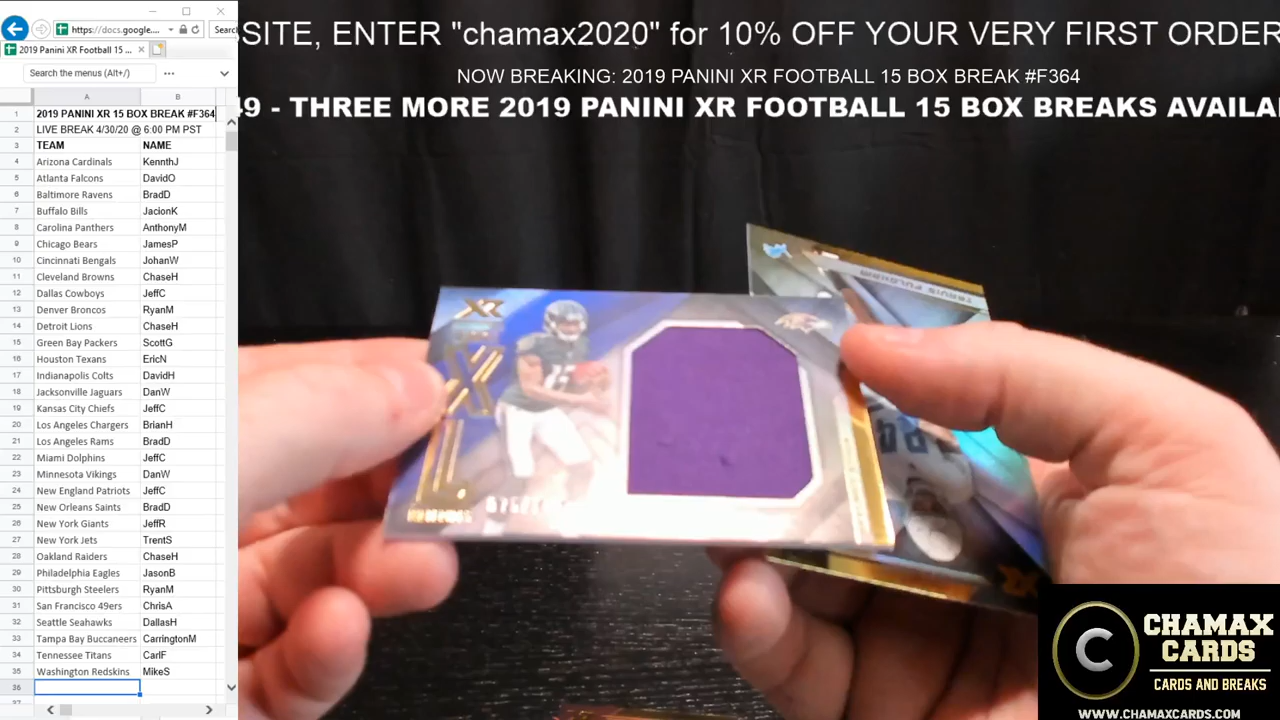 SITE, ENTER "chamax2020" for 10% OFF YOUR VERY FIRST ORDER
NOW BREAKING: 2019 PANINI XR FOOTBALL 15 BOX BREAK #F364
49 - THREE MORE 2019 PANINI XR FOOTBALL 15 BOX BREAKS AVAILA
https://docs.google....
Searc
2019 Panini XR Football 15 ...
Search the menus (Alt+/)
A B
1 2019 PANINI XR 15 BOX BREAK #F364
2 LIVE BREAK 4/30/20 @ 6:00 PM PST
3 TEAM NAME
4 Arizona Cardinals KennthJ
5 Atlanta Falcons DavidO
6 Baltimore Ravens BradD
7 Buffalo Bills JacionK
8 Carolina Panthers AnthonyM
9 Chicago Bears JamesP
10 Cincinnati Bengals JohanW
11 Cleveland Browns ChaseH
12 Dallas Cowboys JeffC
13 Denver Broncos RyanM
14 Detroit Lions ChaseH
15 Green Bay Packers ScottG
16 Houston Texans EricN
17 Indianapolis Colts DavidH
18 Jacksonville Jaguars DanW
19 Kansas City Chiefs JeffC
20 Los Angeles Chargers BrianH
21 Los Angeles Rams BradD
22 Miami Dolphins JeffC
23 Minnesota Vikings DanW
24 New England Patriots JeffC
25 New Orleans Saints BradD
26 New York Giants JeffR
27 New York Jets TrentS
28 Oakland Raiders ChaseH
29 Philadelphia Eagles JasonB
30 Pittsburgh Steelers RyanM
31 San Francisco 49ers ChrisA
32 Seattle Seahawks DallasH
33 Tampa Bay Buccaneers CarringtonM
34 Tennessee Titans CarlF
35 Washington Redskins MikeS
36
XR
TRAVIS FULGHAM
C
CHAMAX
CARDS
CARDS AND BREAKS
WWW.CHAMAXCARDS.COM